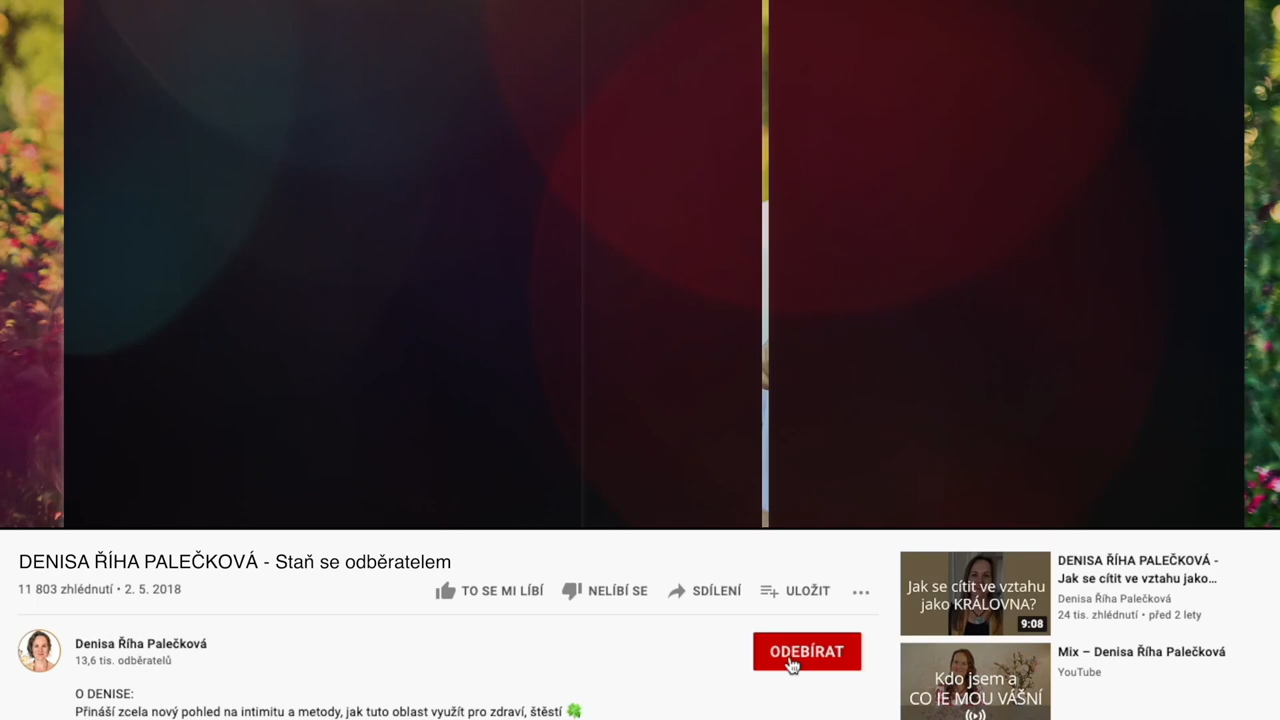 DENISA ŘÍHA PALEČKOVÁ - Staň se odběratelem
11 803 zhlédnutí • 2. 5. 2018
TO SE MI LÍBÍ
NELÍBÍ SE
SDÍLENÍ
ULOŽIT
Denisa Říha Palečková
13,6 tis. odběratelů
ODEBÍRAT
O DENISE:
Přináší zcela nový pohled na intimitu a metody, jak tuto oblast využít pro zdraví, štěstí 🍀
Jak se cítit ve vztahu
jako KRÁLOVNA?
9:08
DENISA ŘÍHA PALEČKOVÁ -
Jak se cítit ve vztahu jako...
Denisa Říha Palečková
24 tis. zhlédnutí • před 2 lety
Kdo jsem a
CO JE MOU VÁŠNÍ
Mix – Denisa Říha Palečková
YouTube